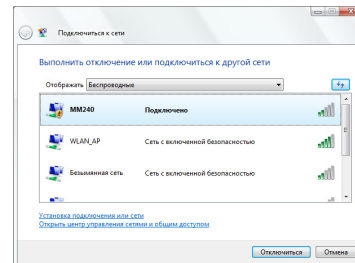 Подключиться к сети
Выполнить отключение или подключиться к другой сети
Отображать Беспроводные
MM240 Подключено
WLAN_AP Сеть с включенной безопасностью
Безымянная сеть Сеть с включенной безопасностью
Установка подключения или сети
Открыть центр управления сетями и общим доступом
Отключиться Отмена